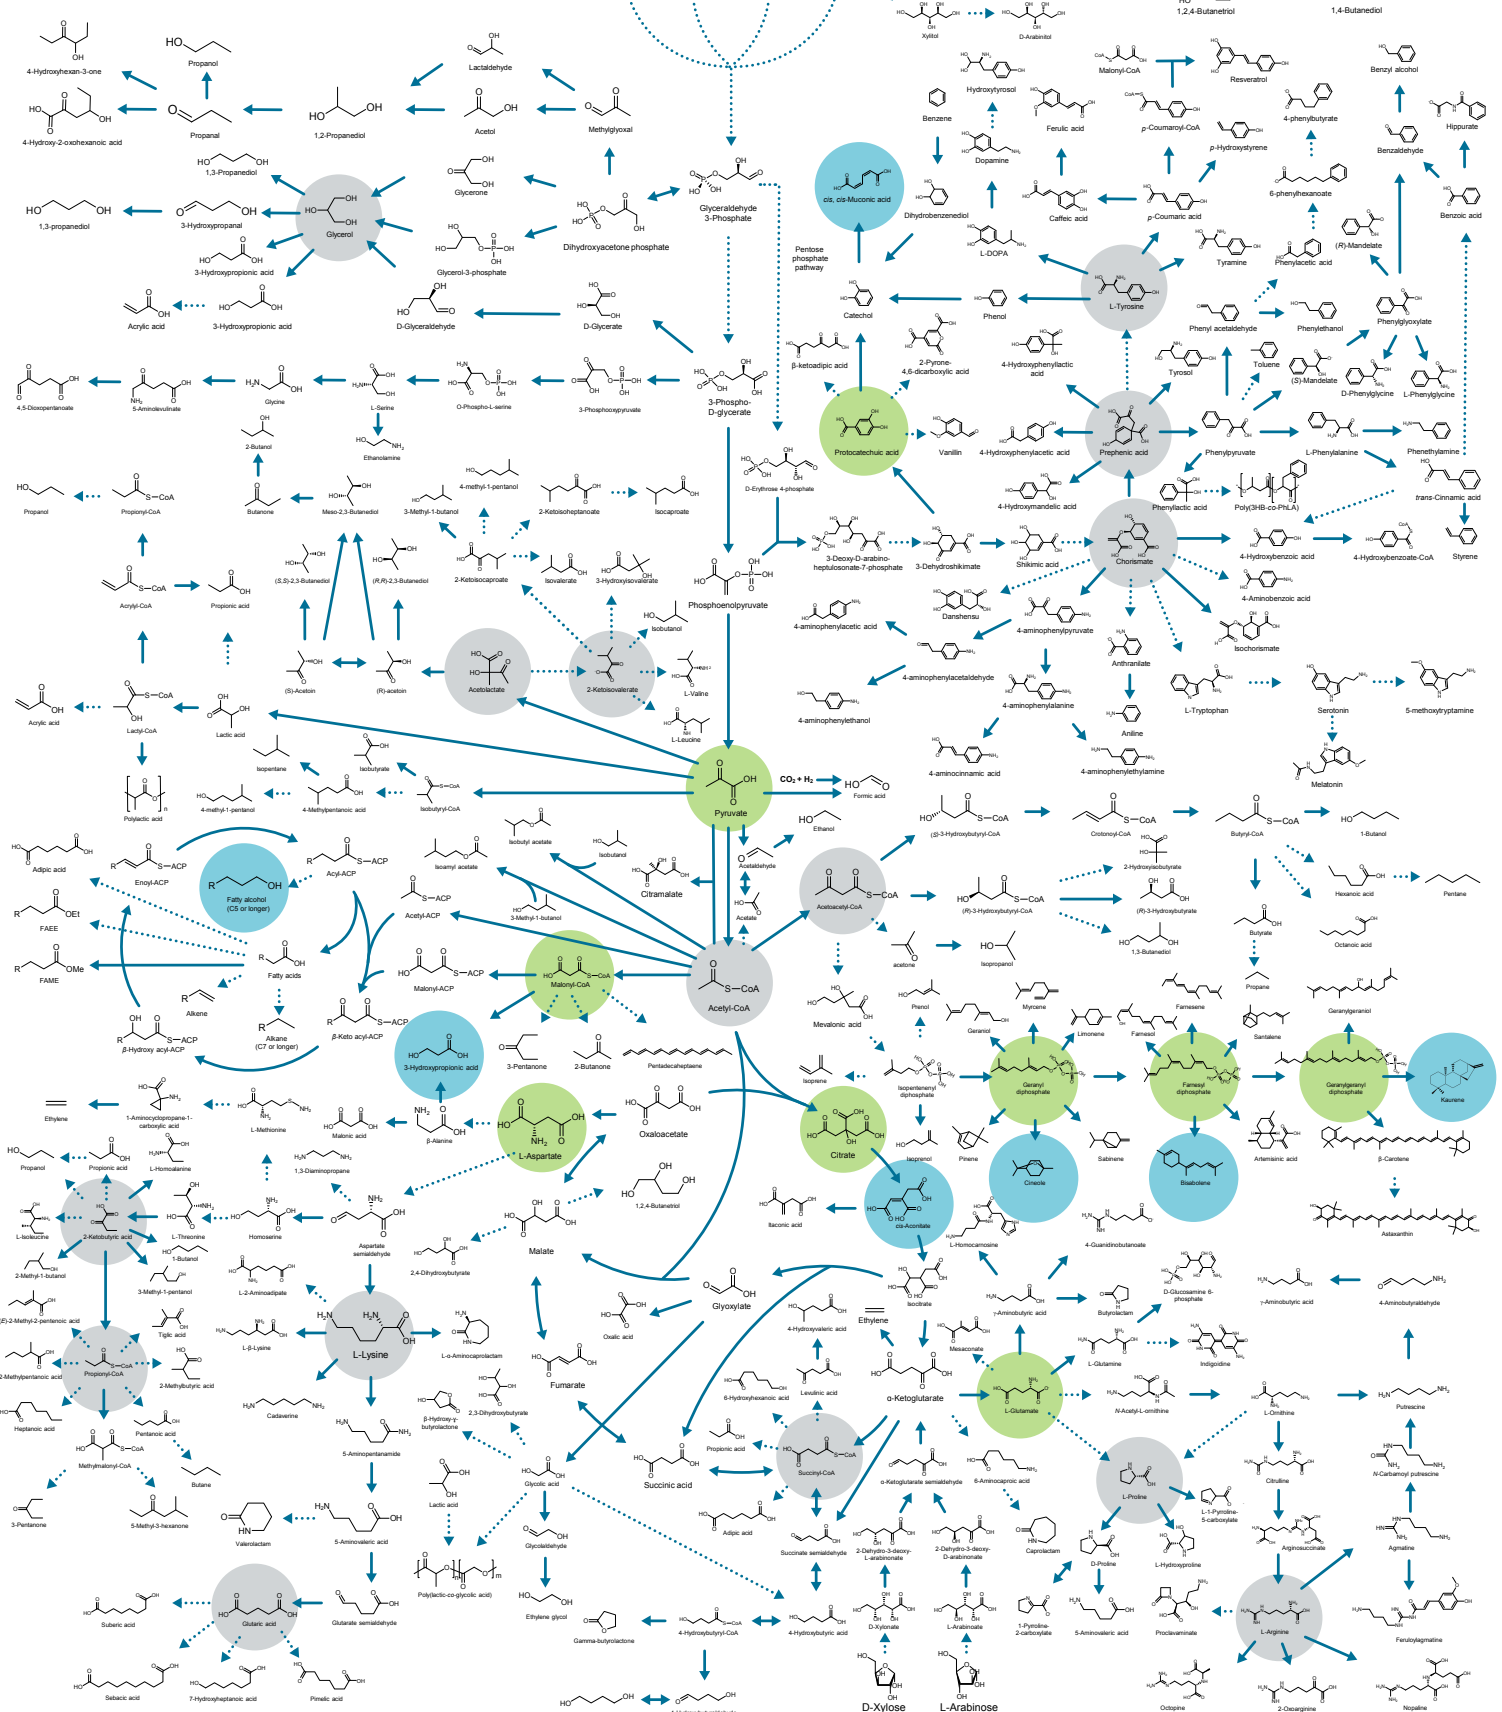 Xylitol
D-Arabinitol
1,2,4-Butanetriol
1,4-Butanediol
4-Hydroxyhexan-3-one
Propanol
Lactaldehyde
Hydroxytyrosol
Malonyl-CoA
Resveratrol
Benzyl alcohol
4-Hydroxy-2-oxohexanoic acid
Propanal
1,2-Propanediol
Acetol
Methylglyoxal
Benzene
Ferulic acid
p-Coumaroyl-CoA
4-phenylbutyrate
Hippurate
p-Hydroxystyrene
Benzaldehyde
1,3-Propanediol
Glycerone
Dopamine
6-phenylhexanoate
1,3-propanediol
3-Hydroxypropanal
Glycerol
Dihydroxyacetone phosphate
Glyceraldehyde
3-Phosphate
cis, cis-Muconic acid
Dihydrobenzenediol
Caffeic acid
p-Coumaric acid
Benzoic acid
3-Hydroxypropionic acid
Glycerol-3-phosphate
Pentose
phosphate
pathway
L-DOPA
Tyramine
Phenylacetic acid
(R)-Mandelate
Acrylic acid
3-Hydroxypropionic acid
D-Glyceraldehyde
D-Glycerate
Catechol
Phenol
L-Tyrosine
Phenyl acetaldehyde
Phenylethanol
Phenylglyoxylate
β-ketoadipic acid
2-Pyrone-
4,6-dicarboxylic acid
4-Hydroxyphenyllactic
acid
Tyrosol
Toluene
(S)-Mandelate
D-Phenylglycine
L-Phenylglycine
4,5-Dioxopentanoate
5-Aminolevulinate
Glycine
L-Serine
O-Phospho-L-serine
3-Phosphooxypyruvate
3-Phospho-
D-glycerate
2-Butanol
Ethanolamine
Protocatechuic acid
Vanillin
4-Hydroxyphenylacetic acid
Prephenic acid
Phenylpyruvate
L-Phenylalanine
Phenethylamine
Propanol
Propionyl-CoA
Butanone
Meso-2,3-Butanediol
3-Methyl-1-butanol
4-methyl-1-pentanol
2-Ketoisoheptanoate
Isocaproate
D-Erythrose 4-phosphate
4-Hydroxymandelic acid
Phenyllactic acid
Poly(3HB-co-PhLA)
trans-Cinnamic acid
Acrylyl-CoA
Propionic acid
(S,S)-2,3-Butanediol
(R,R)-2,3-Butanediol
2-Ketoisocaproate
Isovalerate
3-Hydroxyisovalerate
Phosphoenolpyruvate
3-Deoxy-D-arabino-
heptulosonate-7-phosphate
3-Dehydroshikimate
Shikimic acid
Chorismate
4-Hydroxybenzoic acid
4-Hydroxybenzoate-CoA
Styrene
4-Aminobenzoic acid
Danshensu
4-aminophenylacetic acid
4-aminophenylpyruvate
Anthranilate
Isochorismate
Isobutanol
(S)-Acetoin
(R)-acetoin
Acetolactate
2-Ketoisovalerate
L-Valine
4-aminophenylacetaldehyde
4-aminophenylethanol
4-aminophenylalanine
Aniline
L-Tryptophan
Serotonin
5-methoxytryptamine
Acrylic acid
Lactyl-CoA
Lactic acid
L-Leucine
Polylactic acid
Isopentane
Isobutyrate
4-methyl-1-pentanol
4-Methylpentanoic acid
Isobutyryl-CoA
Pyruvate
CO₂ + H₂
Formic acid
4-aminocinnamic acid
4-aminophenylethylamine
Melatonin
Adipic acid
Enoyl-ACP
Acyl-ACP
Isobutyl acetate
Isoamyl acetate
Isobutanol
Ethanol
Acetaldehyde
(S)-3-Hydroxybutyryl-CoA
Crotonoyl-CoA
Butyryl-CoA
1-Butanol
2-Hydroxyisobutyrate
FAEE
Fatty alcohol
(C5 or longer)
Acetyl-ACP
3-Methyl-1-butanol
Citramalate
Acetate
Acetoacetyl-CoA
(R)-3-Hydroxybutyryl-CoA
(R)-3-Hydroxybutyrate
Hexanoic acid
Pentane
FAME
Fatty acids
Malonyl-ACP
Malonyl-CoA
Acetyl-CoA
acetone
Isopropanol
1,3-Butanediol
Butyrate
Octanoic acid
Alkene
Alkane
(C7 or longer)
β-Keto acyl-ACP
β-Hydroxy acyl-ACP
3-Hydroxypropionic acid
3-Pentanone
2-Butanone
Pentadecaheptaene
Mevalonic acid
Prenol
Geraniol
Myrcene
Limonene
Farnesol
Farnesene
Propane
Santalene
Geranylgeraniol
Isoprene
Isopentenyl
diphosphate
Geranyl
diphosphate
Farnesyl
diphosphate
Geranylgeranyl
diphosphate
Kaurene
Ethylene
1-Aminocyclopropane-1-
carboxylic acid
L-Methionine
Malonic acid
β-Alanine
L-Aspartate
Oxaloacetate
Citrate
Isoprenol
Pinene
Cineole
Sabinene
Bisabolene
Artemisinic acid
β-Carotene
Propanol
Propionic acid
L-Homoalanine
1,3-Diaminopropane
1,2,4-Butanetriol
Itaconic acid
cis-Aconitate
L-Homocarnosine
4-Guanidinobutanoate
Astaxanthin
L-Isoleucine
2-Ketobutyric acid
L-Threonine
Homoserine
Aspartate
semialdehyde
Malate
2,4-Dihydroxybutyrate
2-Methyl-1-butanol
1-Butanol
3-Methyl-1-pentanol
L-2-Aminoadipate
Glyoxylate
Isocitrate
γ-Aminobutyric acid
Butyrolactam
D-Glucosamine 6-
phosphate
γ-Aminobutyric acid
4-Aminobutyraldehyde
(E)-2-Methyl-2-pentenoic acid
Tiglic acid
L-β-Lysine
L-Lysine
L-α-Aminocaprolactam
Oxalic acid
Ethylene
4-Hydroxyvaleric acid
Mesaconate
L-Glutamine
Indigoidine
2-Methylpentanoic acid
Propionyl-CoA
2-Methylbutyric acid
Fumarate
Levulinic acid
6-Hydroxyhexanoic acid
α-Ketoglutarate
L-Glutamate
N-Acetyl-L-ornithine
L-Ornithine
Putrescine
Heptanoic acid
Pentanoic acid
Cadaverine
β-Hydroxy-γ-
butyrolactone
2,3-Dihydroxybutyrate
Methylmalonyl-CoA
Butane
5-Aminopentanamide
Glycolic acid
Succinic acid
Propionic acid
Succinyl-CoA
α-Ketoglutarate semialdehyde
6-Aminocaproic acid
L-Proline
L-1-Pyrroline-
5-carboxylate
Citrulline
N-Carbamoyl putrescine
3-Pentanone
5-Methyl-3-hexanone
Valerolactam
5-Aminovaleric acid
Lactic acid
Glycolaldehyde
Adipic acid
Succinate semialdehyde
2-Dehydro-3-deoxy-
L-arabinonate
2-Dehydro-3-deoxy-
D-arabinonate
Caprolactam
D-Proline
L-Hydroxyproline
Arginosuccinate
Agmatine
Poly(lactic-co-glycolic acid)
Suberic acid
Glutaric acid
Glutarate semialdehyde
Ethylene glycol
Gamma-butyrolactone
4-Hydroxybutyryl-CoA
4-Hydroxybutyric acid
D-Xylonate
L-Arabinoate
1-Pyrroline-
2-carboxylate
5-Aminovaleric acid
Proclavaminate
L-Arginine
Feruloylagmatine
Sebacic acid
7-Hydroxyheptanoic acid
Pimelic acid
D-Xylose
L-Arabinose
Octopine
2-Oxoarginine
Nopaline